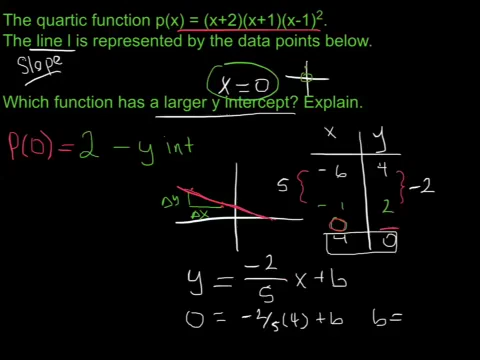 The quartic function p(x) = (x+2)(x+1)(x-1)².
The line l is represented by the data points below.
Slope
x=0
Which function has a larger y intercept? Explain.
P(0) = 2 - y int
x y
-6 4
5 -2
-1 2
0
4 0
Δy
Δx
y = -2/5 x + b
0 = -2/5 (4) + b b =